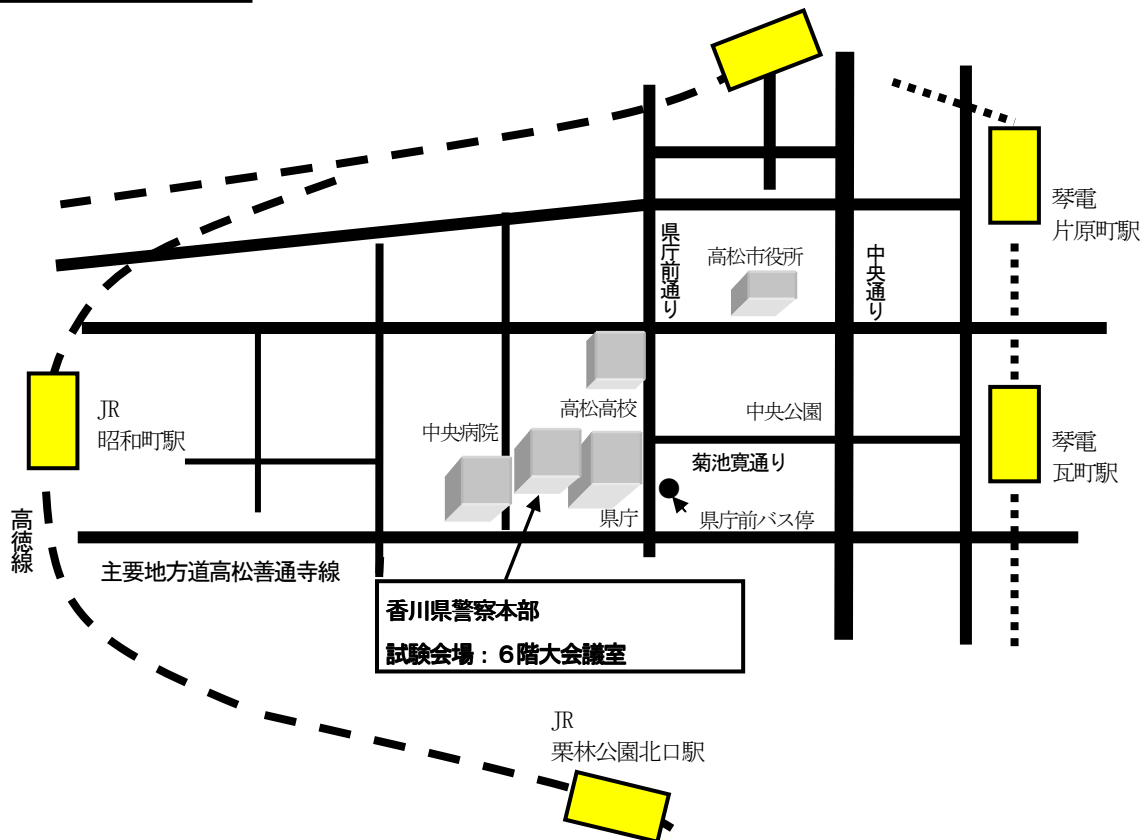 琴電
片原町駅
県庁前通り
高松市役所
中央通り
JR
昭和町駅
高松高校
中央公園
中央病院
菊池寛通り
琴電
瓦町駅
県庁
県庁前バス停
高徳線
主要地方道高松善通寺線
香川県警察本部
試験会場：６階大会議室
JR
栗林公園北口駅